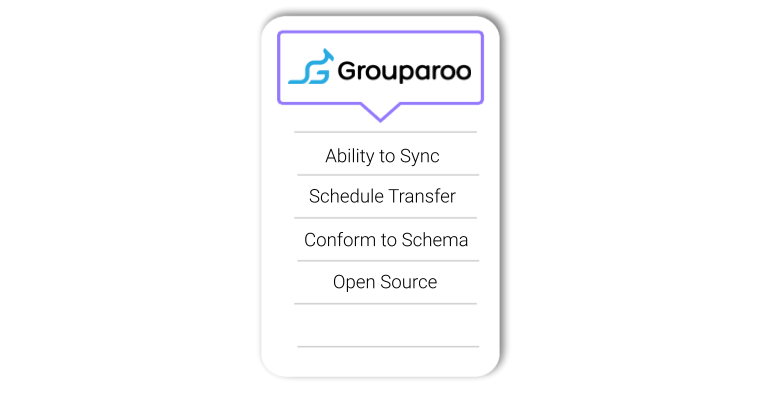 Grouparoo
Ability to Sync
Schedule Transfer
Conform to Schema
Open Source